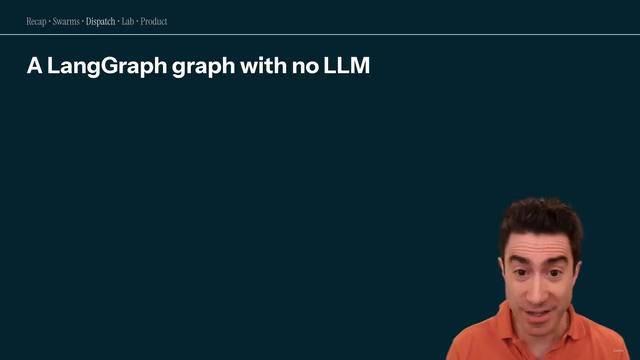 Recap • Swarms • Dispatch • Lab • Product
A LangGraph graph with no LLM